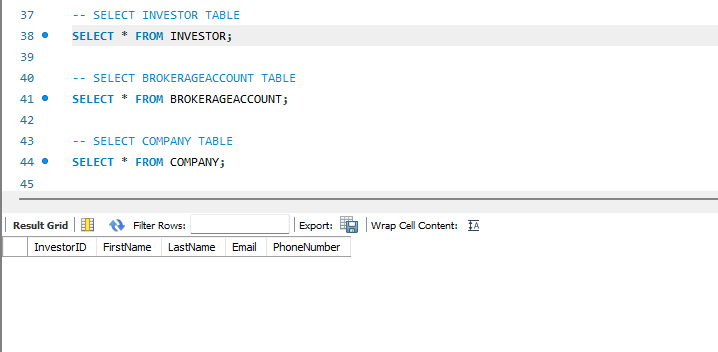 37 -- SELECT INVESTOR TABLE
38 SELECT * FROM INVESTOR;
39
40 -- SELECT BROKERAGEACCOUNT TABLE
41 SELECT * FROM BROKERAGEACCOUNT;
42
43 -- SELECT COMPANY TABLE
44 SELECT * FROM COMPANY;
45
Result Grid Filter Rows: Export: Wrap Cell Content: IA
InvestorID FirstName LastName Email PhoneNumber